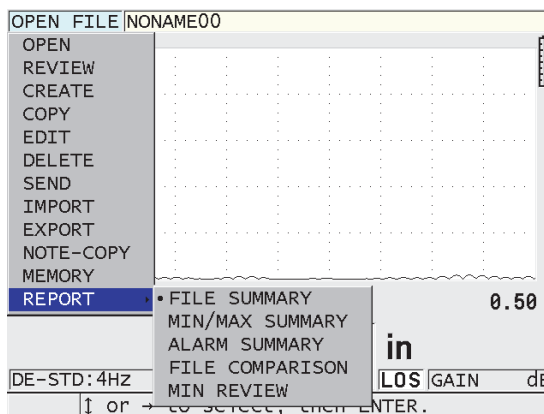 OPEN FILE NONAME00
OPEN
REVIEW
CREATE
COPY
EDIT
DELETE
SEND
IMPORT
EXPORT
NOTE-COPY
MEMORY
REPORT
• FILE SUMMARY
MIN/MAX SUMMARY
ALARM SUMMARY
FILE COMPARISON
MIN REVIEW
0.50
in
DE-STD:4Hz LOS GAIN
↕ or → to select, then ENTER.